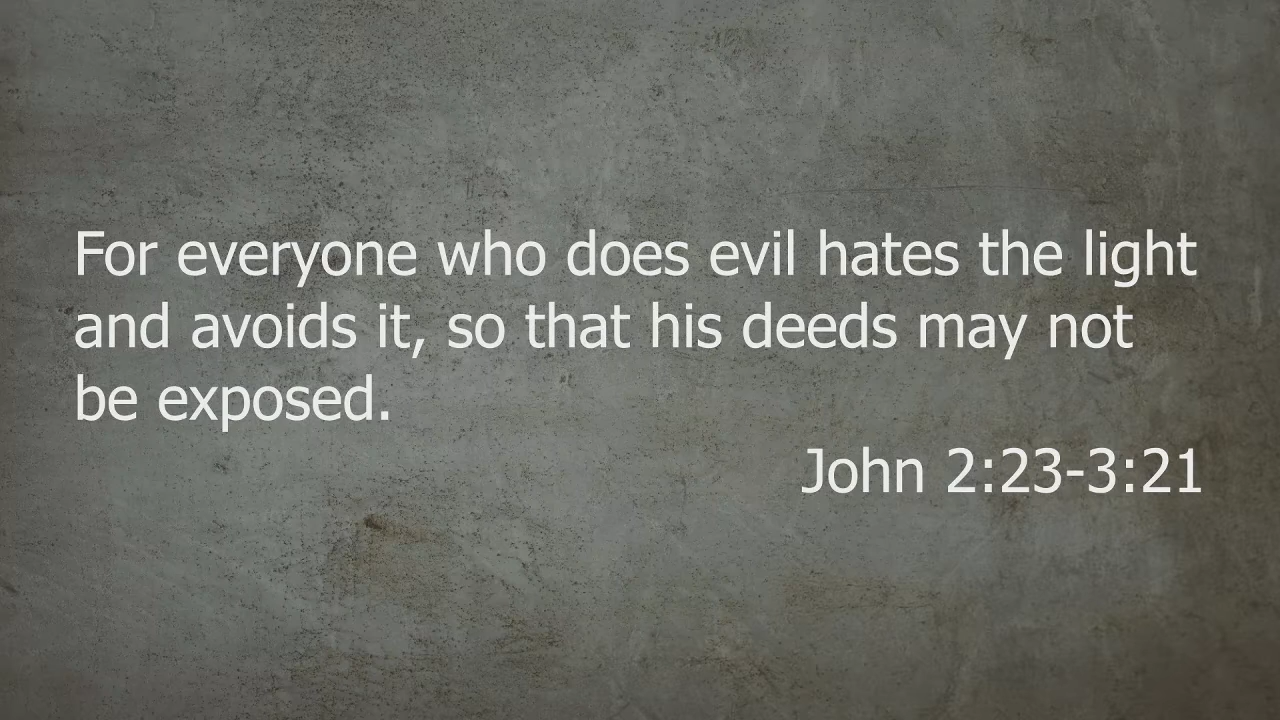 For everyone who does evil hates the light
and avoids it, so that his deeds may not
be exposed.
John 2:23-3:21